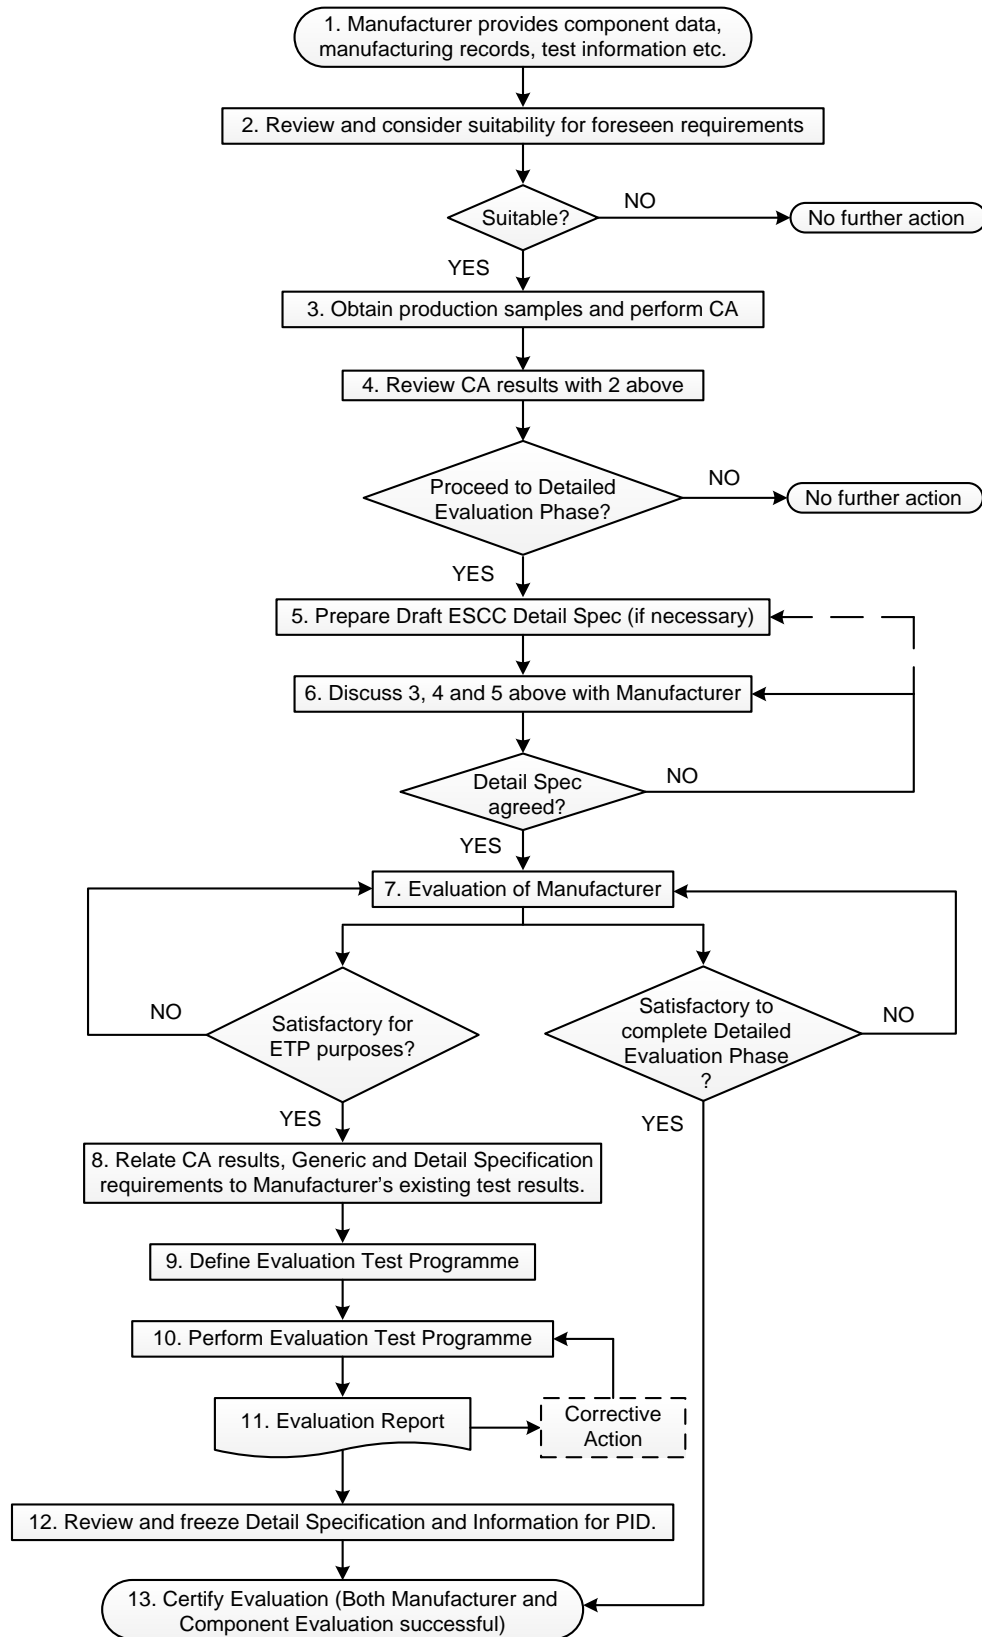 1. Manufacturer provides component data,
manufacturing records, test information etc.
2. Review and consider suitability for foreseen requirements
Suitable?
NO
No further action
YES
3. Obtain production samples and perform CA
4. Review CA results with 2 above
Proceed to Detailed
Evaluation Phase?
NO
No further action
YES
5. Prepare Draft ESCC Detail Spec (if necessary)
6. Discuss 3, 4 and 5 above with Manufacturer
Detail Spec
agreed?
NO
YES
7. Evaluation of Manufacturer
NO
Satisfactory for
ETP purposes?
Satisfactory to
complete Detailed
Evaluation Phase
?
NO
YES
YES
8. Relate CA results, Generic and Detail Specification
requirements to Manufacturer’s existing test results.
9. Define Evaluation Test Programme
10. Perform Evaluation Test Programme
11. Evaluation Report
Corrective
Action
12. Review and freeze Detail Specification and Information for PID.
13. Certify Evaluation (Both Manufacturer and
Component Evaluation successful)